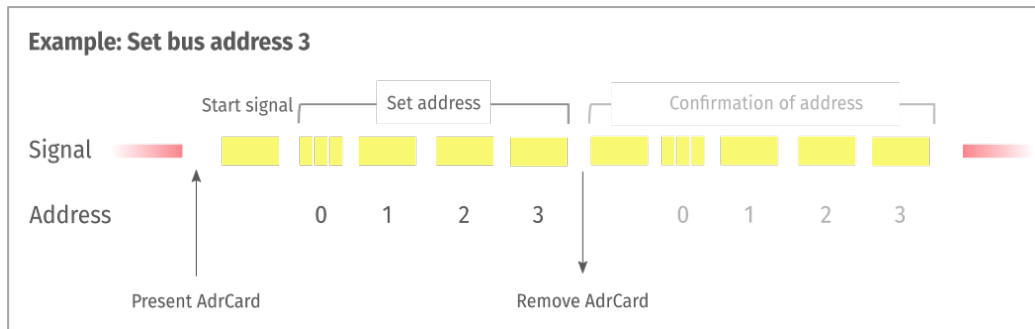 Example: Set bus address 3
Start signal
Set address
Confirmation of address
Signal
Address
0 1 2 3 0 1 2 3
Present AdrCard
Remove AdrCard